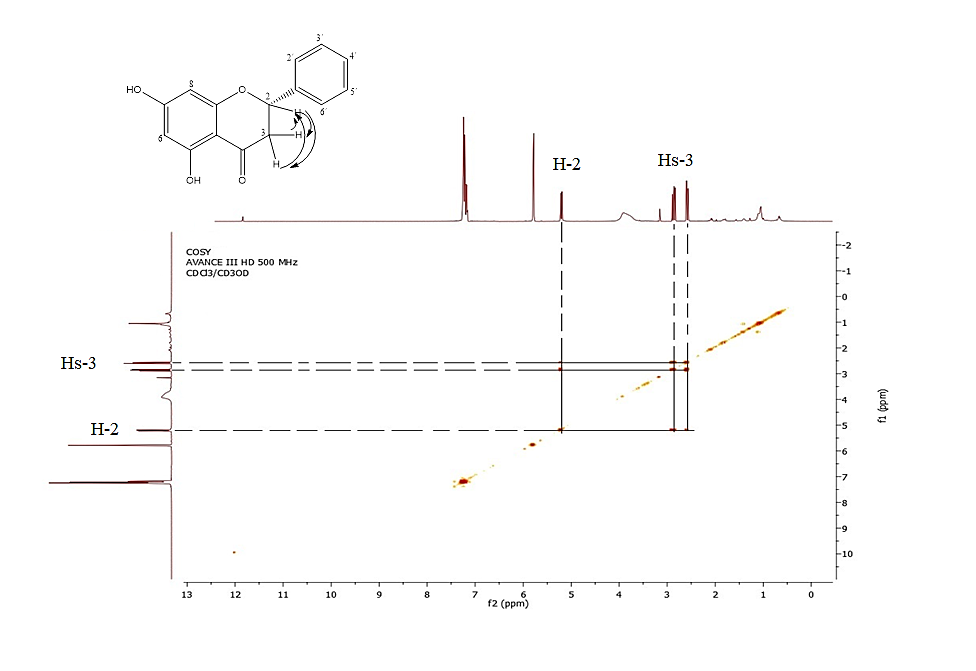 3´
2´
4´
HO
8
O
2
5´
H
6´
3
H
6
H
OH
O
H-2
Hs-3
COSY
AVANCE III HD 500 MHz
CDCl3/CD3OD
-2
-1
0
1
2
Hs-3
3
4
f1 (ppm)
H-2
5
6
7
8
9
10
13 12 11 10 9 8 7 6 5 4 3 2 1 0
f2 (ppm)